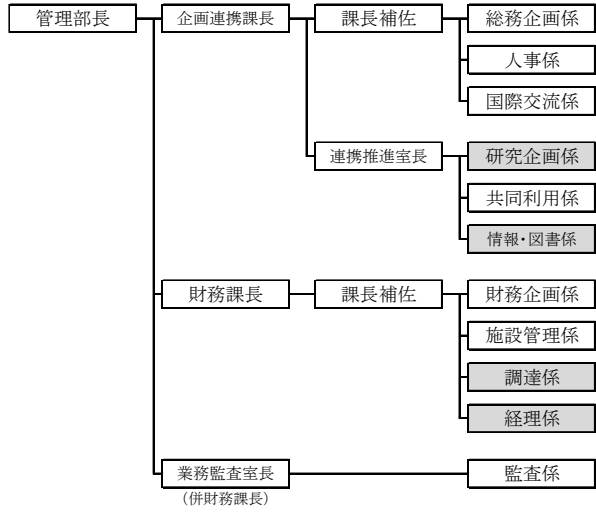 管理部長
企画連携課長
課長補佐
総務企画係
人事係
国際交流係
連携推進室長
研究企画係
共同利用係
情報・図書係
財務課長
課長補佐
財務企画係
施設管理係
調達係
経理係
業務監査室長
(併財務課長)
監査係